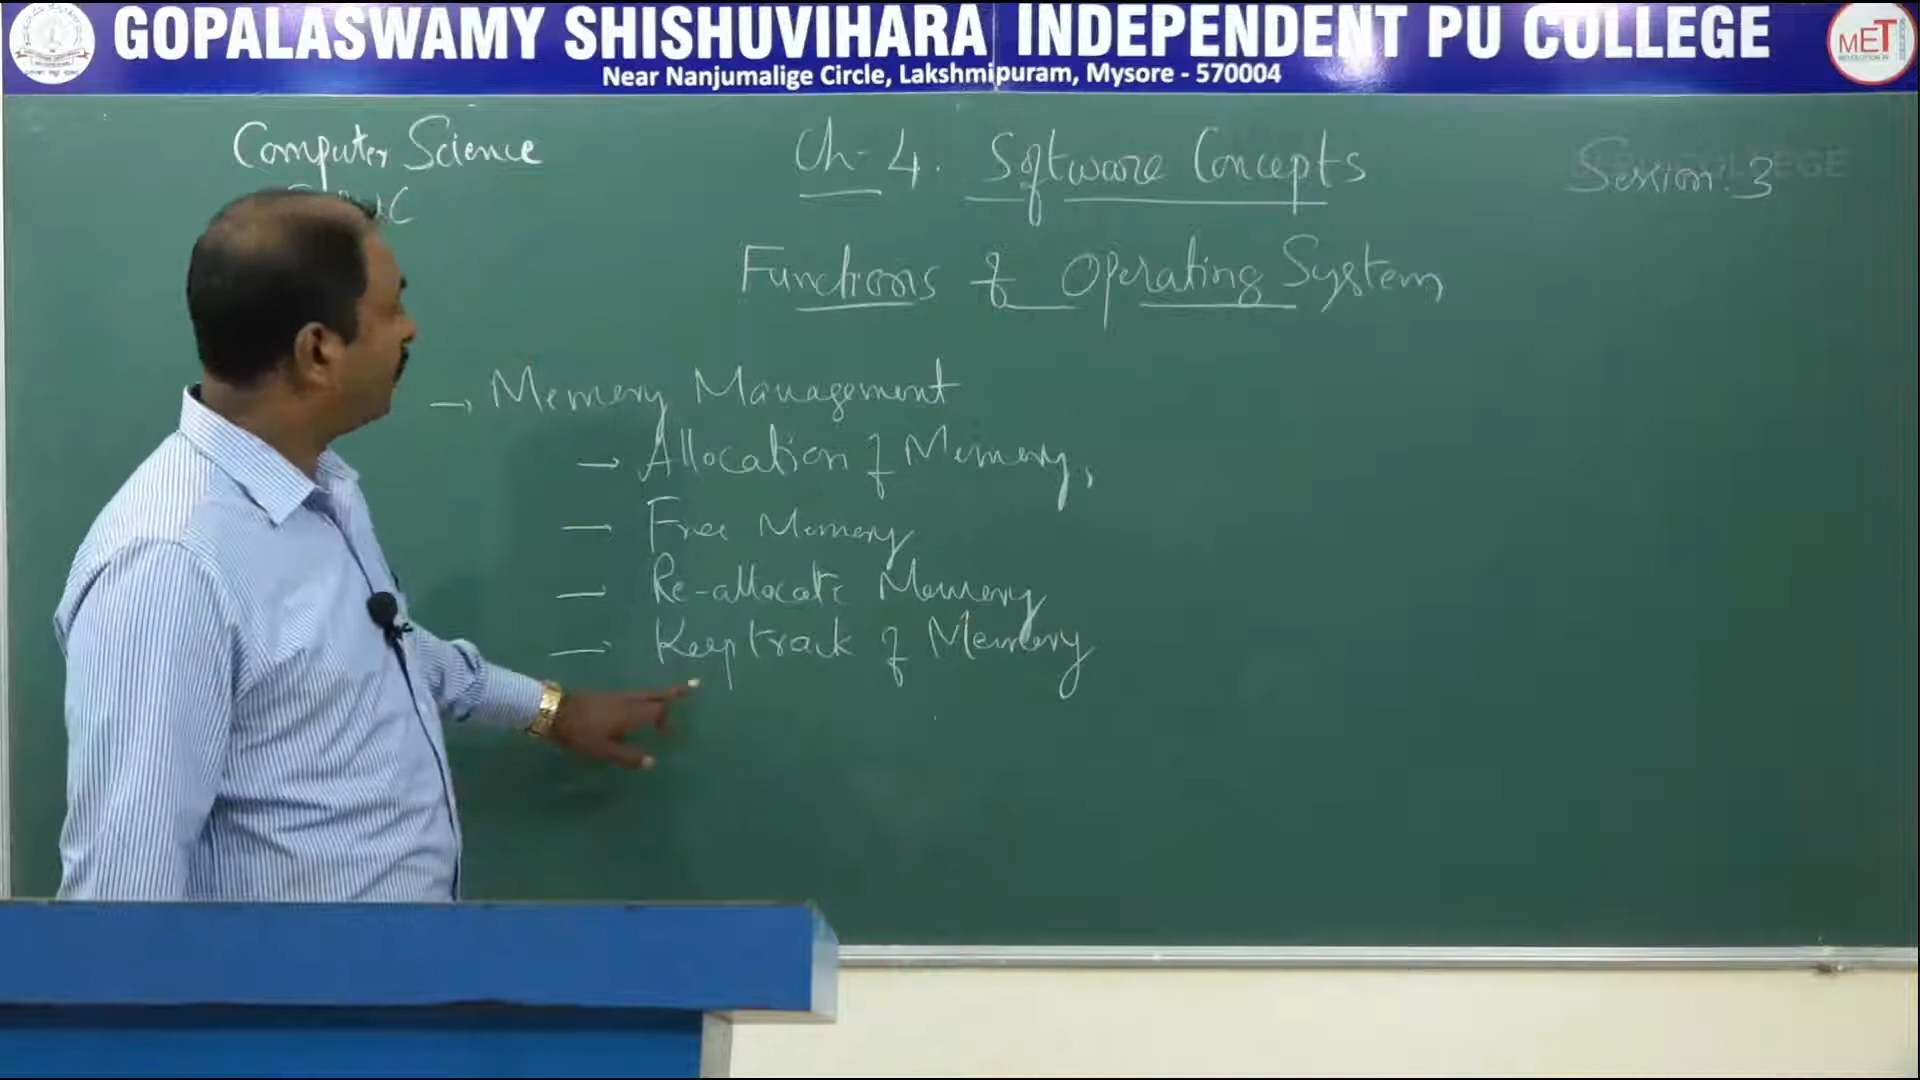 GOPALASWAMY SHISHUVIHARA INDEPENDENT PU COLLEGE
Near Nanjumalige Circle, Lakshmipuram, Mysore - 570004
MET
Computer Science
Ch-4. Software Concepts
Session. 3
Functions of Operating System
→ Memory Management
→ Allocation of Memory,
— Free Memory
— Re-allocate Memory
— Keep track of Memory